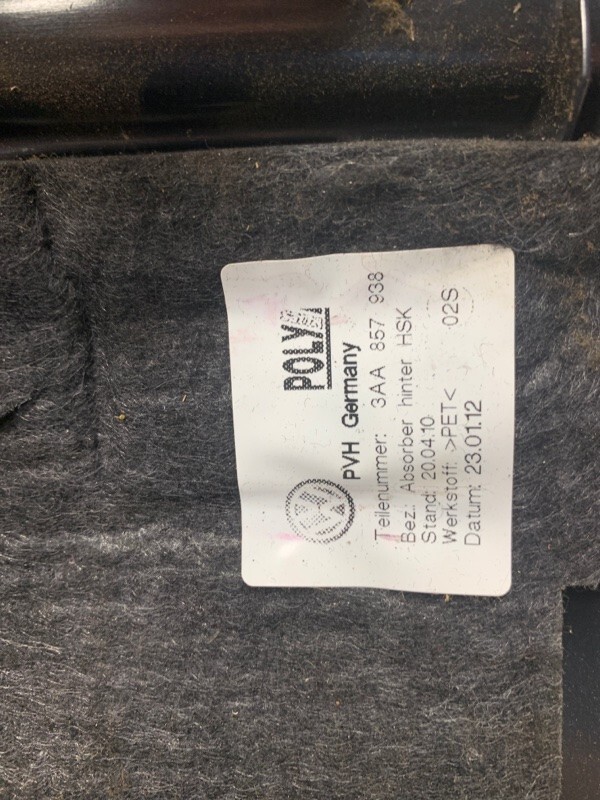 PVH Germany
Teilenummer: 3AA 857 938
Bez.: Absorber hinter HSK
Stand: 20.04.10
Werkstoff: >PET< 02S
Datum: 23.01.12